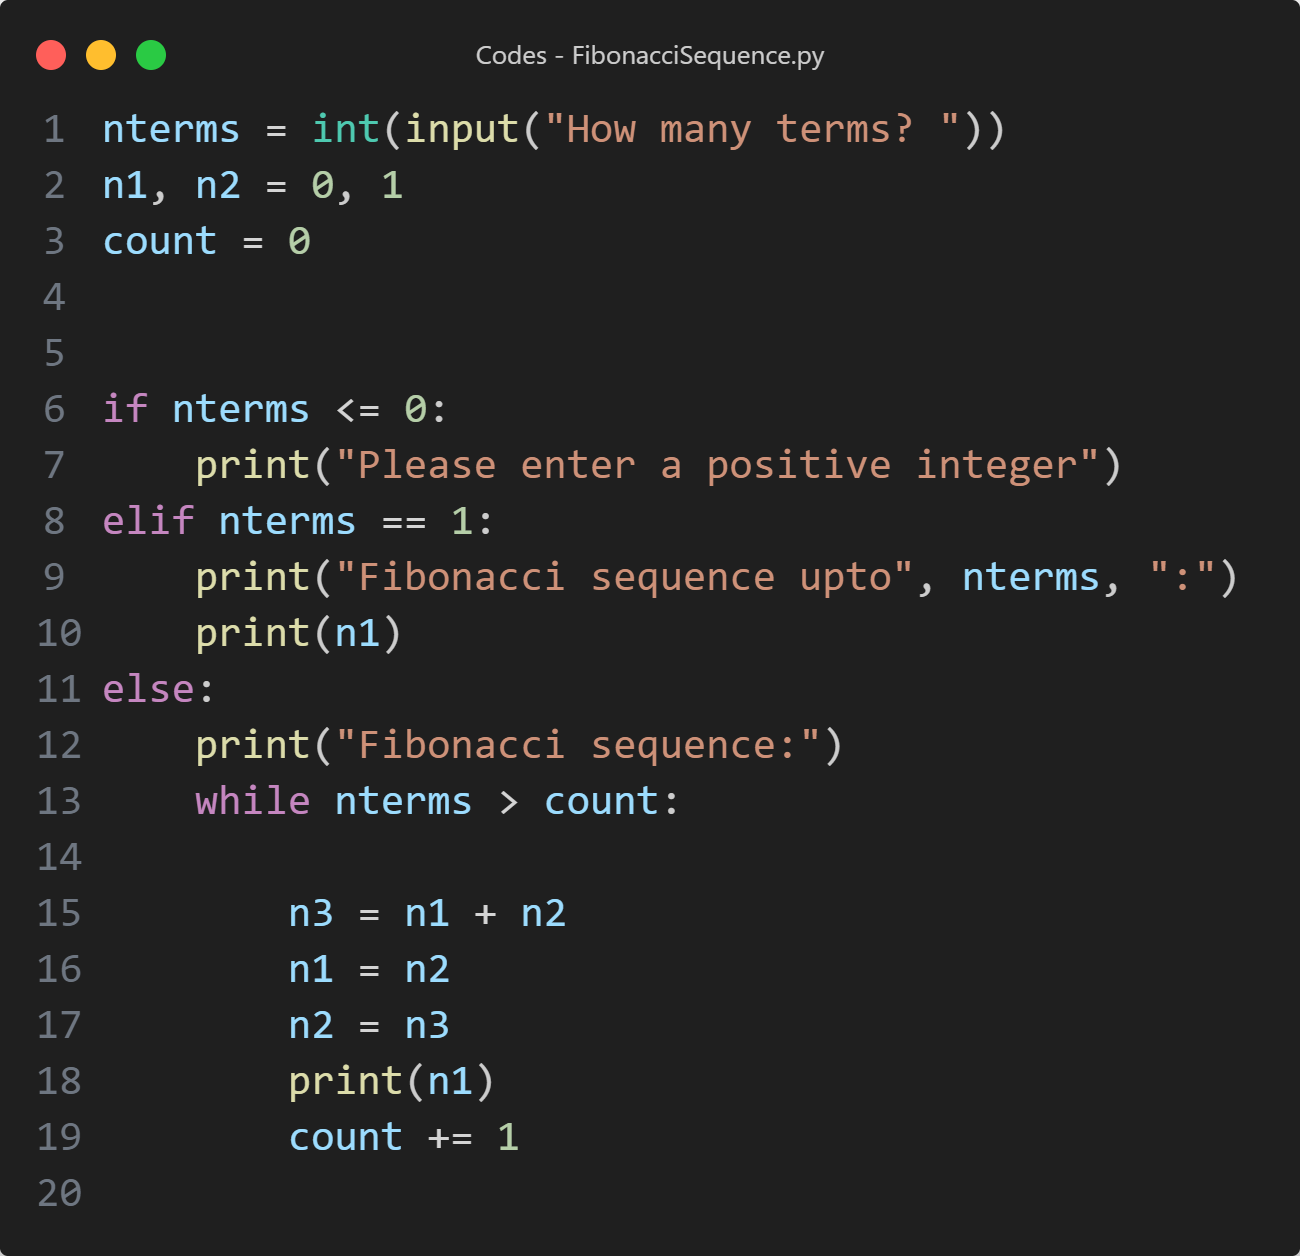 Codes - FibonacciSequence.py
1 nterms = int(input("How many terms? "))
2 n1, n2 = 0, 1
3 count = 0
4
5
6 if nterms <= 0:
7     print("Please enter a positive integer")
8 elif nterms == 1:
9     print("Fibonacci sequence upto", nterms, ":")
10     print(n1)
11 else:
12     print("Fibonacci sequence:")
13     while nterms > count:
14
15         n3 = n1 + n2
16         n1 = n2
17         n2 = n3
18         print(n1)
19         count += 1
20